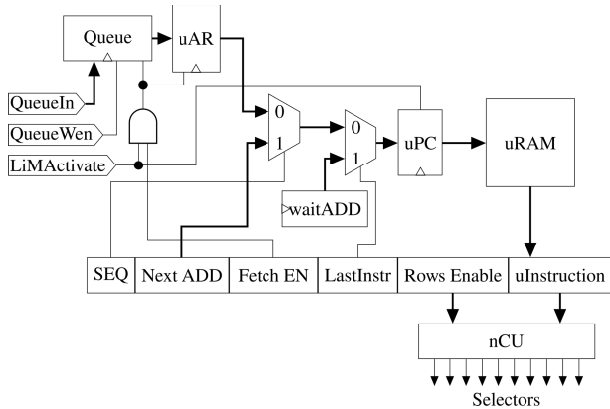 Queue
uAR
QueueIn
QueueWen
LiMActivate
0
1
0
1
uPC
uRAM
waitADD
SEQ
Next ADD
Fetch EN
LastInstr
Rows Enable
uInstruction
nCU
Selectors